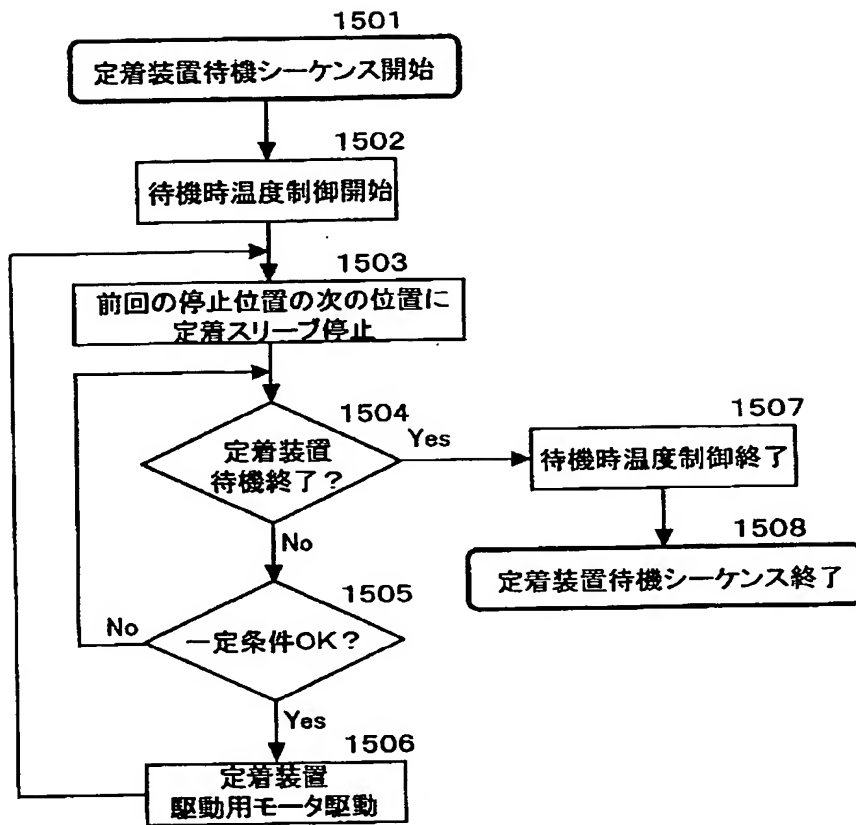 1501
定着装置待機シーケンス開始
1502
待機時温度制御開始
1503
前回の停止位置の次の位置に
定着スリーブ停止
1504
定着装置
待機終了？
Yes
1507
待機時温度制御終了
No
1508
定着装置待機シーケンス終了
1505
一定条件OK？
No
Yes
1506
定着装置
駆動用モータ駆動